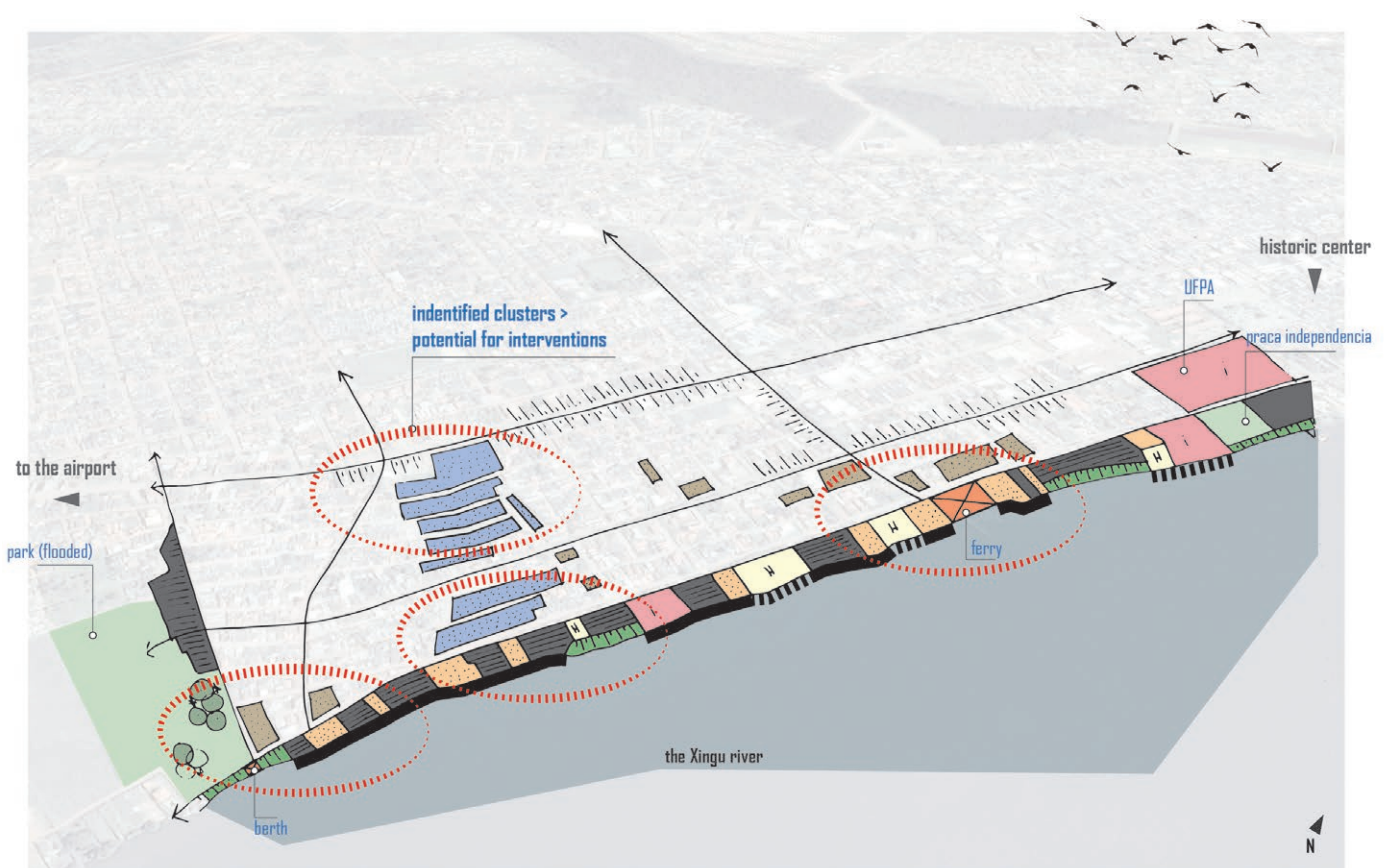 historic center
UFPA
indentified clusters >
potential for interventions
praca independencia
to the airport
park (flooded)
ferry
the Xingu river
berth
N